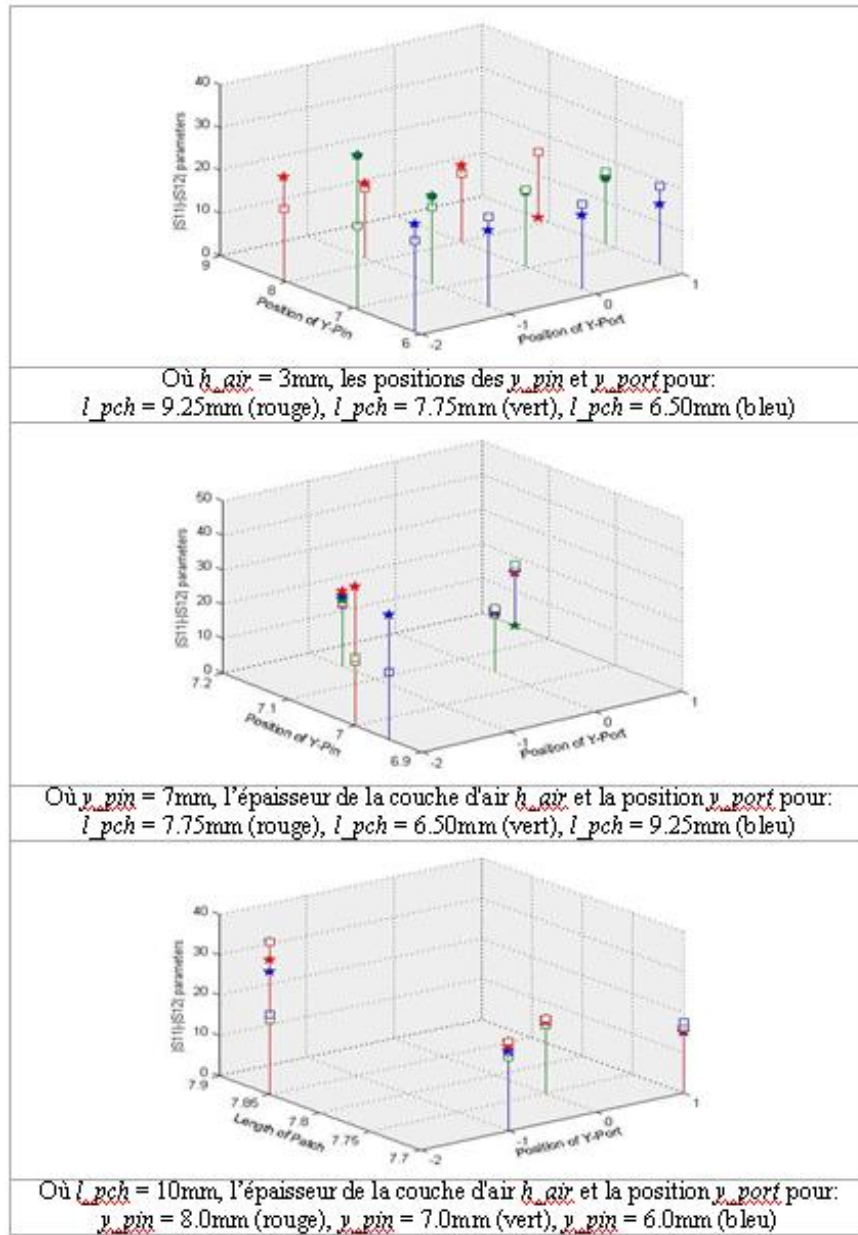 40
30
20
10
0
|S11|-|S12| parameters
9
8
7
6
Position of Y-Pin
-2
-1
0
1
Position of Y-Port
Où h_air = 3mm, les positions des y_pin et y_port pour:
l_pch = 9.25mm (rouge), l_pch = 7.75mm (vert), l_pch = 6.50mm (bleu)
50
40
30
20
10
0
|S11|-|S12| parameters
7.2
7.1
7
6.9
Position of Y-Pin
-2
-1
0
1
Position of Y-Port
Où y_pin = 7mm, l'épaisseur de la couche d'air h_air et la position y_port pour:
l_pch = 7.75mm (rouge), l_pch = 6.50mm (vert), l_pch = 9.25mm (bleu)
40
30
20
10
0
|S11|-|S12| parameters
7.9
7.85
7.8
7.75
7.7
Length of Patch
-2
-1
0
1
Position of Y-Port
Où l_pch = 10mm, l'épaisseur de la couche d'air h_air et la position y_port pour:
y_pin = 8.0mm (rouge), y_pin = 7.0mm (vert), y_pin = 6.0mm (bleu)